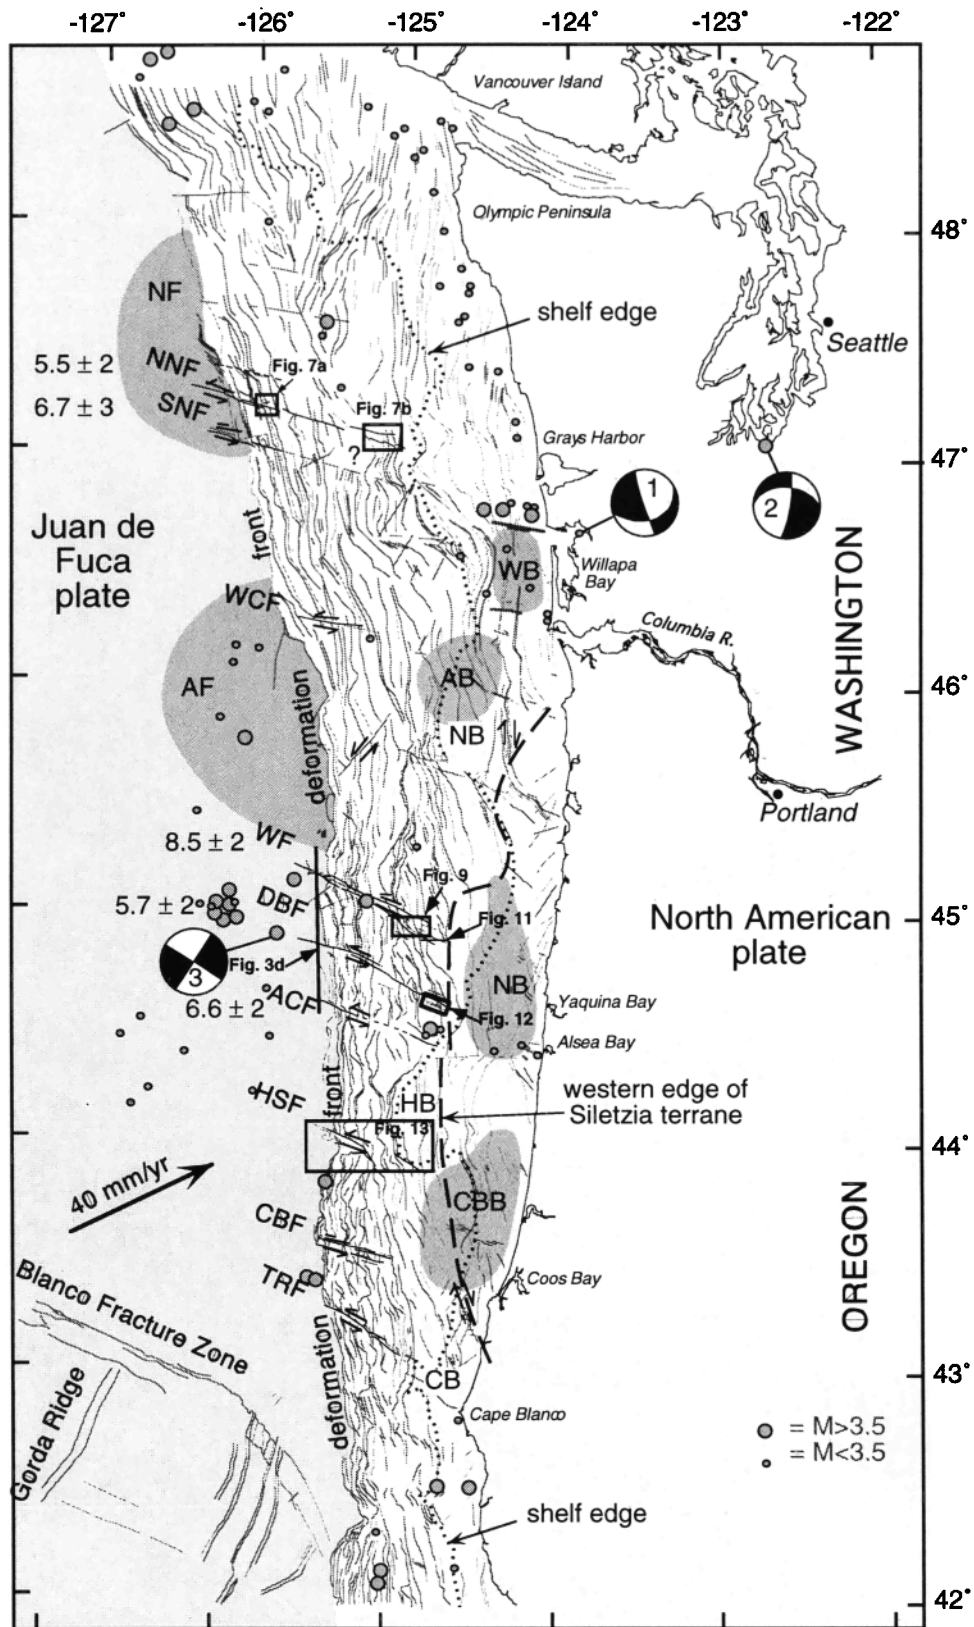 -127° -126° -125° -124° -123° -122°
Vancouver Island
Olympic Peninsula
48°
NF
shelf edge
Seattle
NNF
5.5 ± 2
Fig. 7a
SNF
6.7 ± 3
Fig. 7b
Grays Harbor
?
47°
1
2
Juan de
Fuca
plate
front
WB
Willapa
Bay
WCF
Columbia R.
WASHINGTON
AB
AF
46°
NB
deformation
Portland
8.5 ± 2
WF
Fig. 9
DBF
5.7 ± 2
Fig. 11
North American
plate
45°
3
Fig. 3d
NB
6.6 ± 2
ACF
Fig. 12
Yaquina Bay
Alsea Bay
front
HSF
HB
western edge of
Siletzia terrane
Fig. 13
44°
40 mm/yr
CBB
CBF
OREGON
TRF
Coos Bay
Blanco Fracture Zone
deformation
CB
43°
Gorda Ridge
Cape Blanco
= M>3.5
= M<3.5
shelf edge
42°